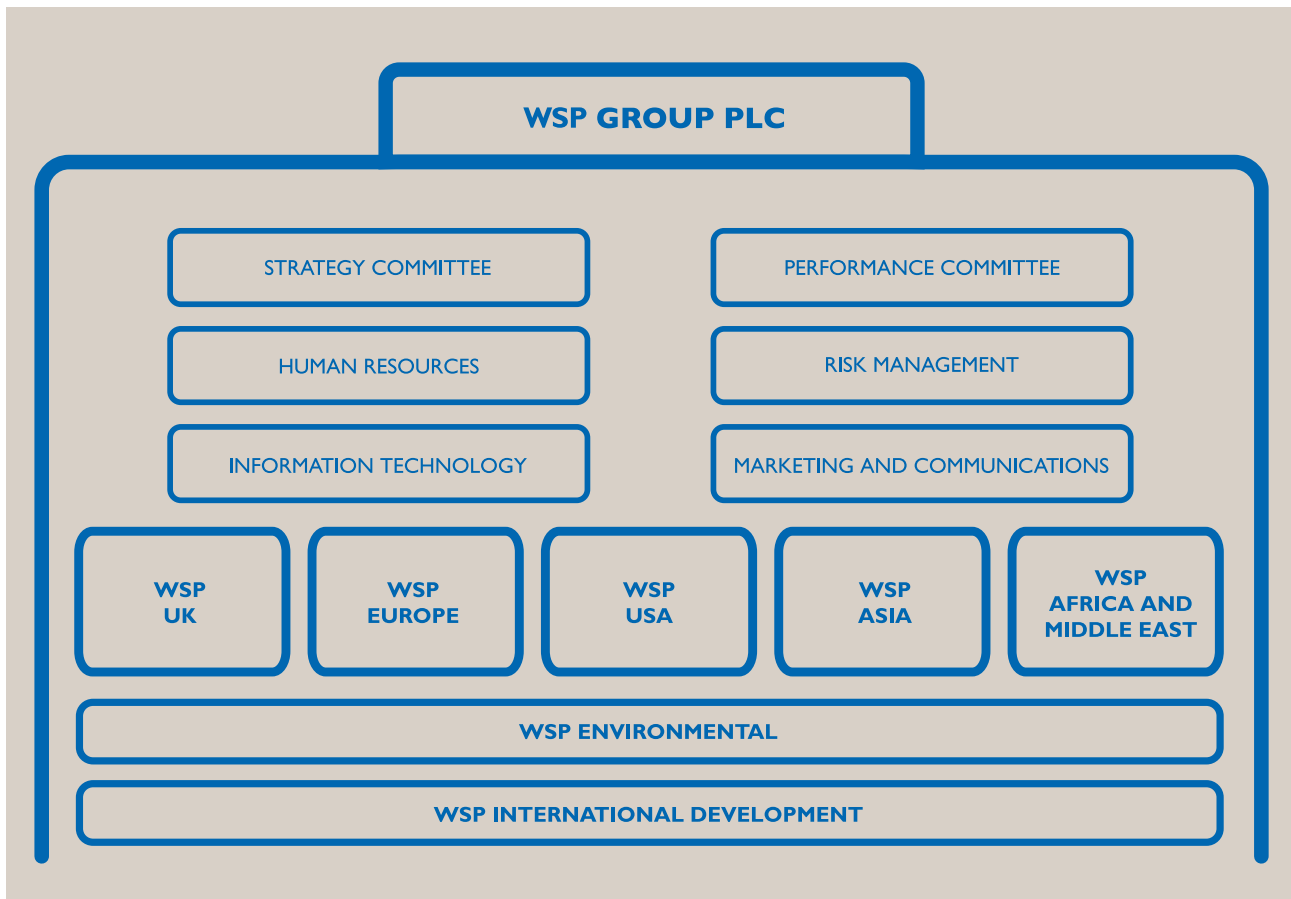 WSP GROUP PLC
STRATEGY COMMITTEE
PERFORMANCE COMMITTEE
HUMAN RESOURCES
RISK MANAGEMENT
INFORMATION TECHNOLOGY
MARKETING AND COMMUNICATIONS
WSP
UK
WSP
EUROPE
WSP
USA
WSP
ASIA
WSP
AFRICA AND
MIDDLE EAST
WSP ENVIRONMENTAL
WSP INTERNATIONAL DEVELOPMENT